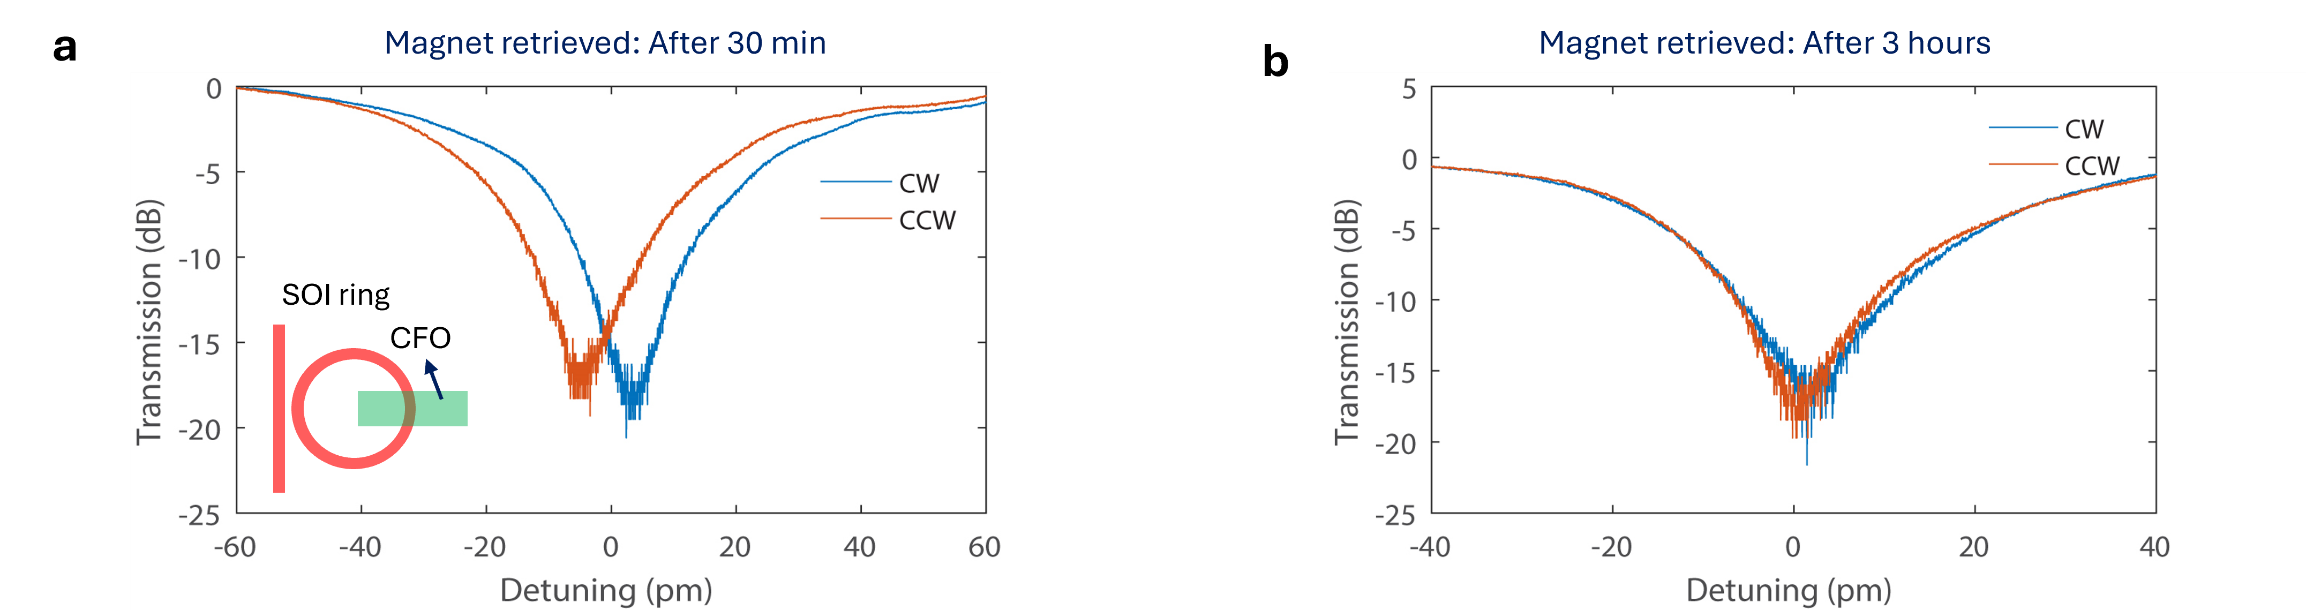 a
Magnet retrieved: After 30 min
0
-5
-10
-15
-20
-25
Transmission (dB)
CW
CCW
SOI ring
CFO
-60
-40
-20
0
20
40
60
Detuning (pm)
b
Magnet retrieved: After 3 hours
5
0
-5
-10
-15
-20
-25
Transmission (dB)
CW
CCW
-40
-20
0
20
40
Detuning (pm)